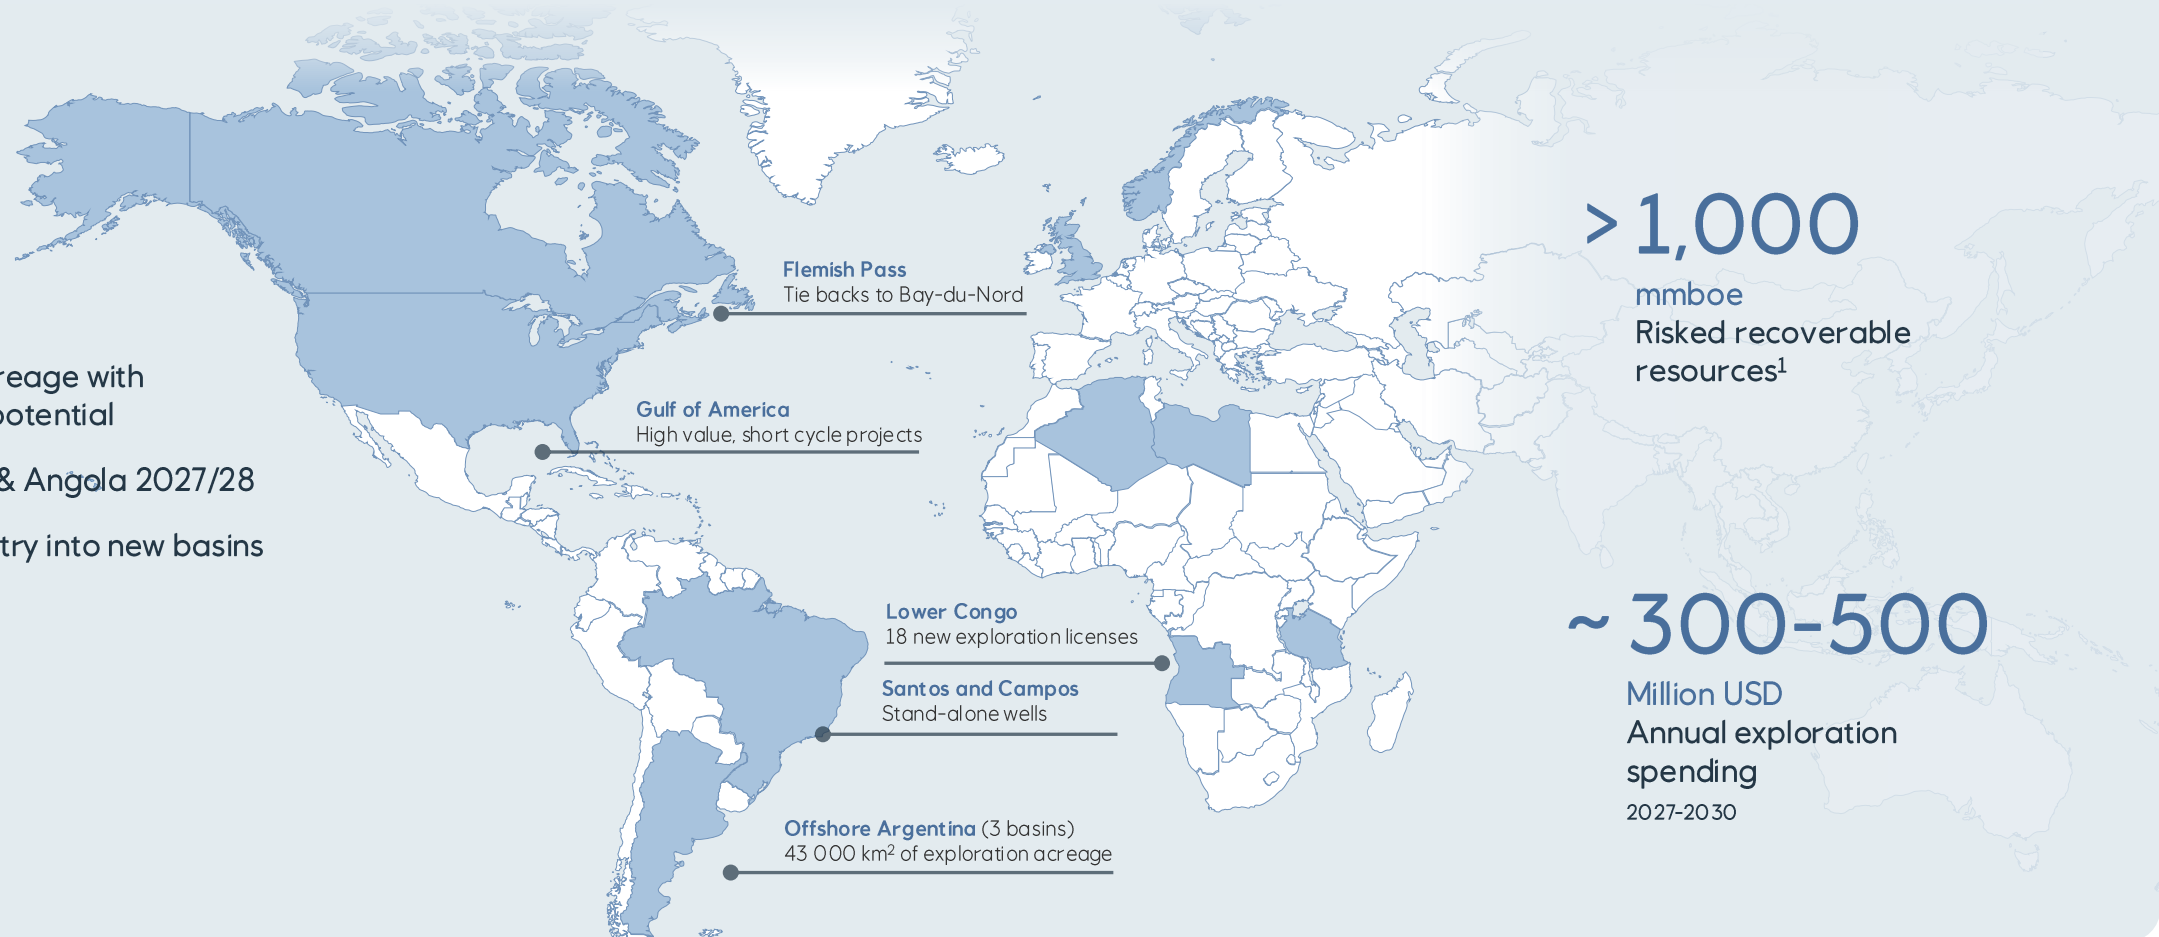 reage with
potential
& Angola 2027/28
try into new basins
Flemish Pass
Tie backs to Bay-du-Nord
Gulf of America
High value, short cycle projects
Lower Congo
18 new exploration licenses
Santos and Campos
Stand-alone wells
Offshore Argentina (3 basins)
43 000 km² of exploration acreage
> 1,000
mmboe
Risked recoverable
resources¹
~ 300-500
Million USD
Annual exploration
spending
2027-2030